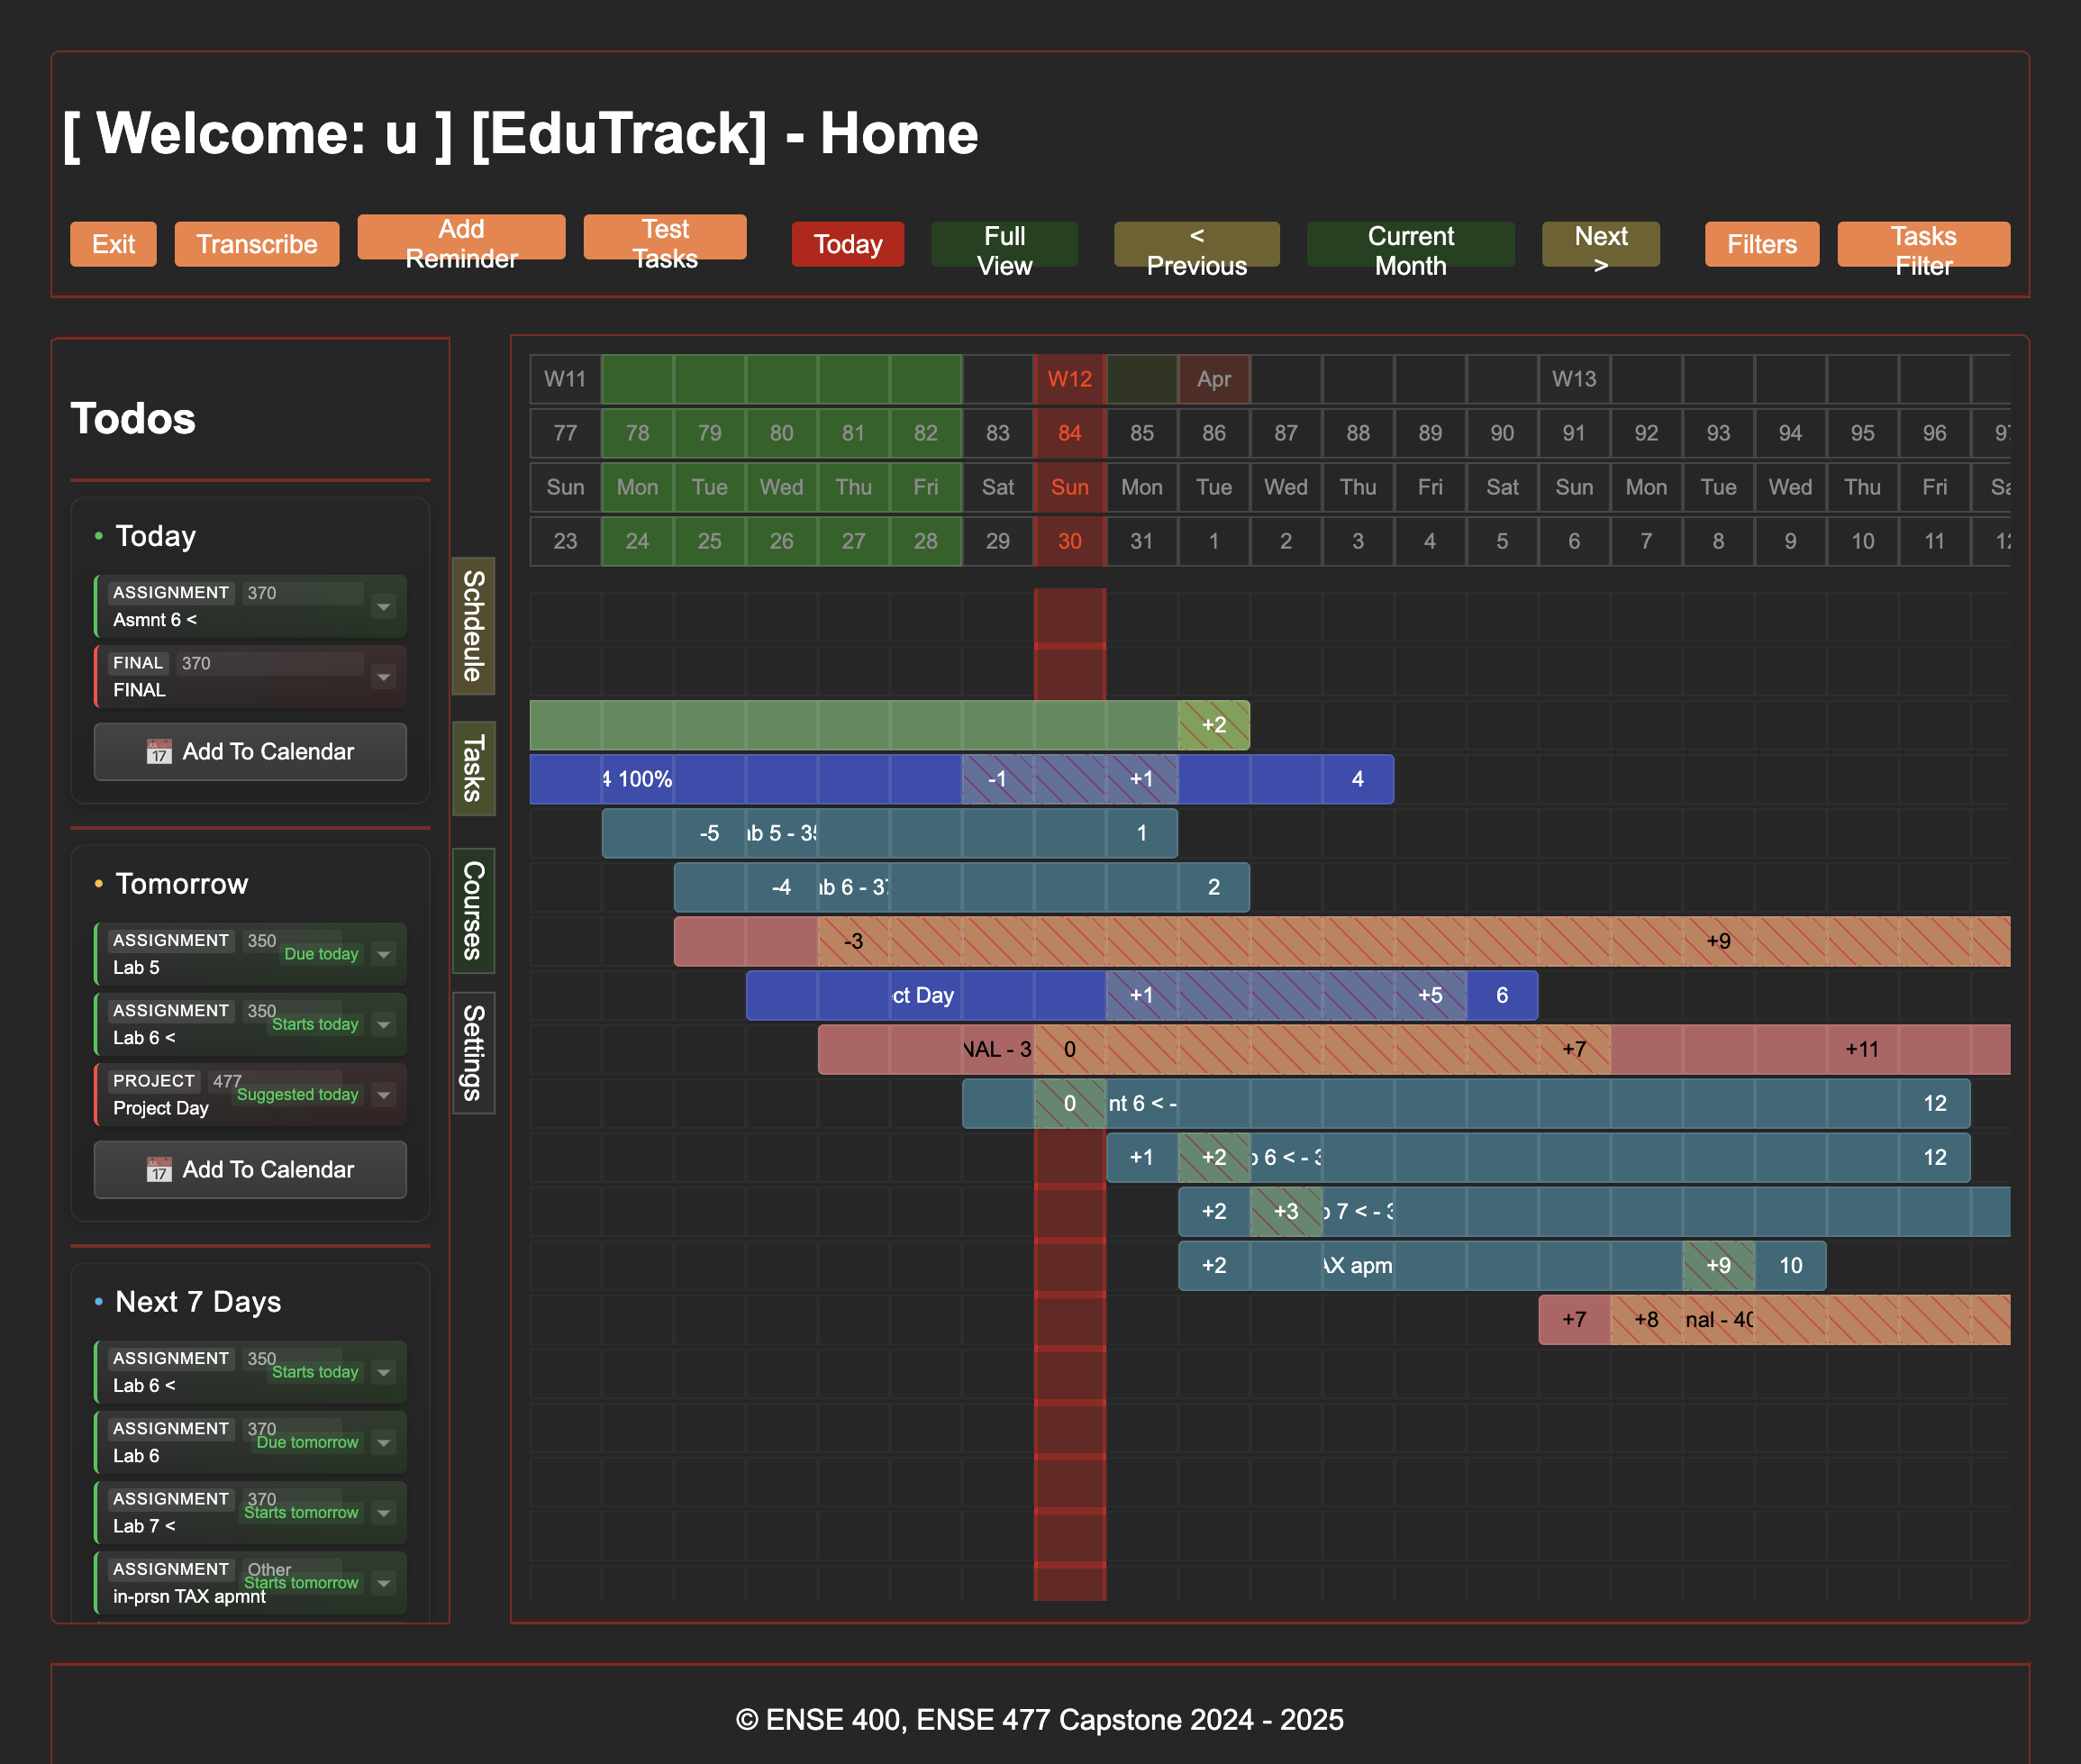 [ Welcome: u ] [EduTrack] - Home
Exit
Transcribe
Add
Reminder
Test
Tasks
Today
Full
View
<
Previous
Current
Month
Next
>
Filters
Tasks
Filter
Todos
Today
ASSIGNMENT 370
Asmnt 6 <
FINAL 370
FINAL
17 Add To Calendar
Tomorrow
ASSIGNMENT 350
Due today
Lab 5
ASSIGNMENT 350
Starts today
Lab 6 <
PROJECT 477
Suggested today
Project Day
17 Add To Calendar
Next 7 Days
ASSIGNMENT 350
Starts today
Lab 6 <
ASSIGNMENT 370
Due tomorrow
Lab 6
ASSIGNMENT 370
Starts tomorrow
Lab 7 <
ASSIGNMENT Other
Starts tomorrow
in-prsn TAX apmnt
Schdeule
Tasks
Courses
Settings
W11 W12 Apr W13
77 78 79 80 81 82 83 84 85 86 87 88 89 90 91 92 93 94 95 96 97
Sun Mon Tue Wed Thu Fri Sat Sun Mon Tue Wed Thu Fri Sat Sun Mon Tue Wed Thu Fri Sa
23 24 25 26 27 28 29 30 31 1 2 3 4 5 6 7 8 9 10 11 12
+2
4 100% -1 +1 4
-5 ab 5 - 35 1
-4 ab 6 - 37 2
-3 +9
ct Day +1 +5 6
NAL - 3 0 +7 +11
0 nt 6 < - 12
+1 +2 b 6 < - 3 12
+2 +3 b 7 < - 3
+2 AX apm +9 10
+7 +8 nal - 40
© ENSE 400, ENSE 477 Capstone 2024 - 2025